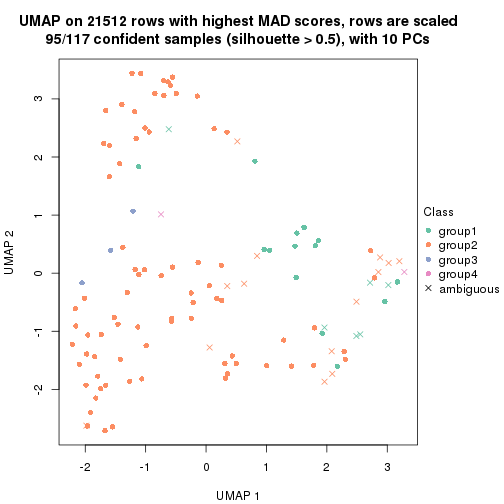 UMAP on 21512 rows with highest MAD scores, rows are scaled
95/117 confident samples (silhouette > 0.5), with 10 PCs
3
2
1
0
-1
-2
UMAP 2
-2 -1 0 1 2 3
UMAP 1
Class
group1
group2
group3
group4
ambiguous